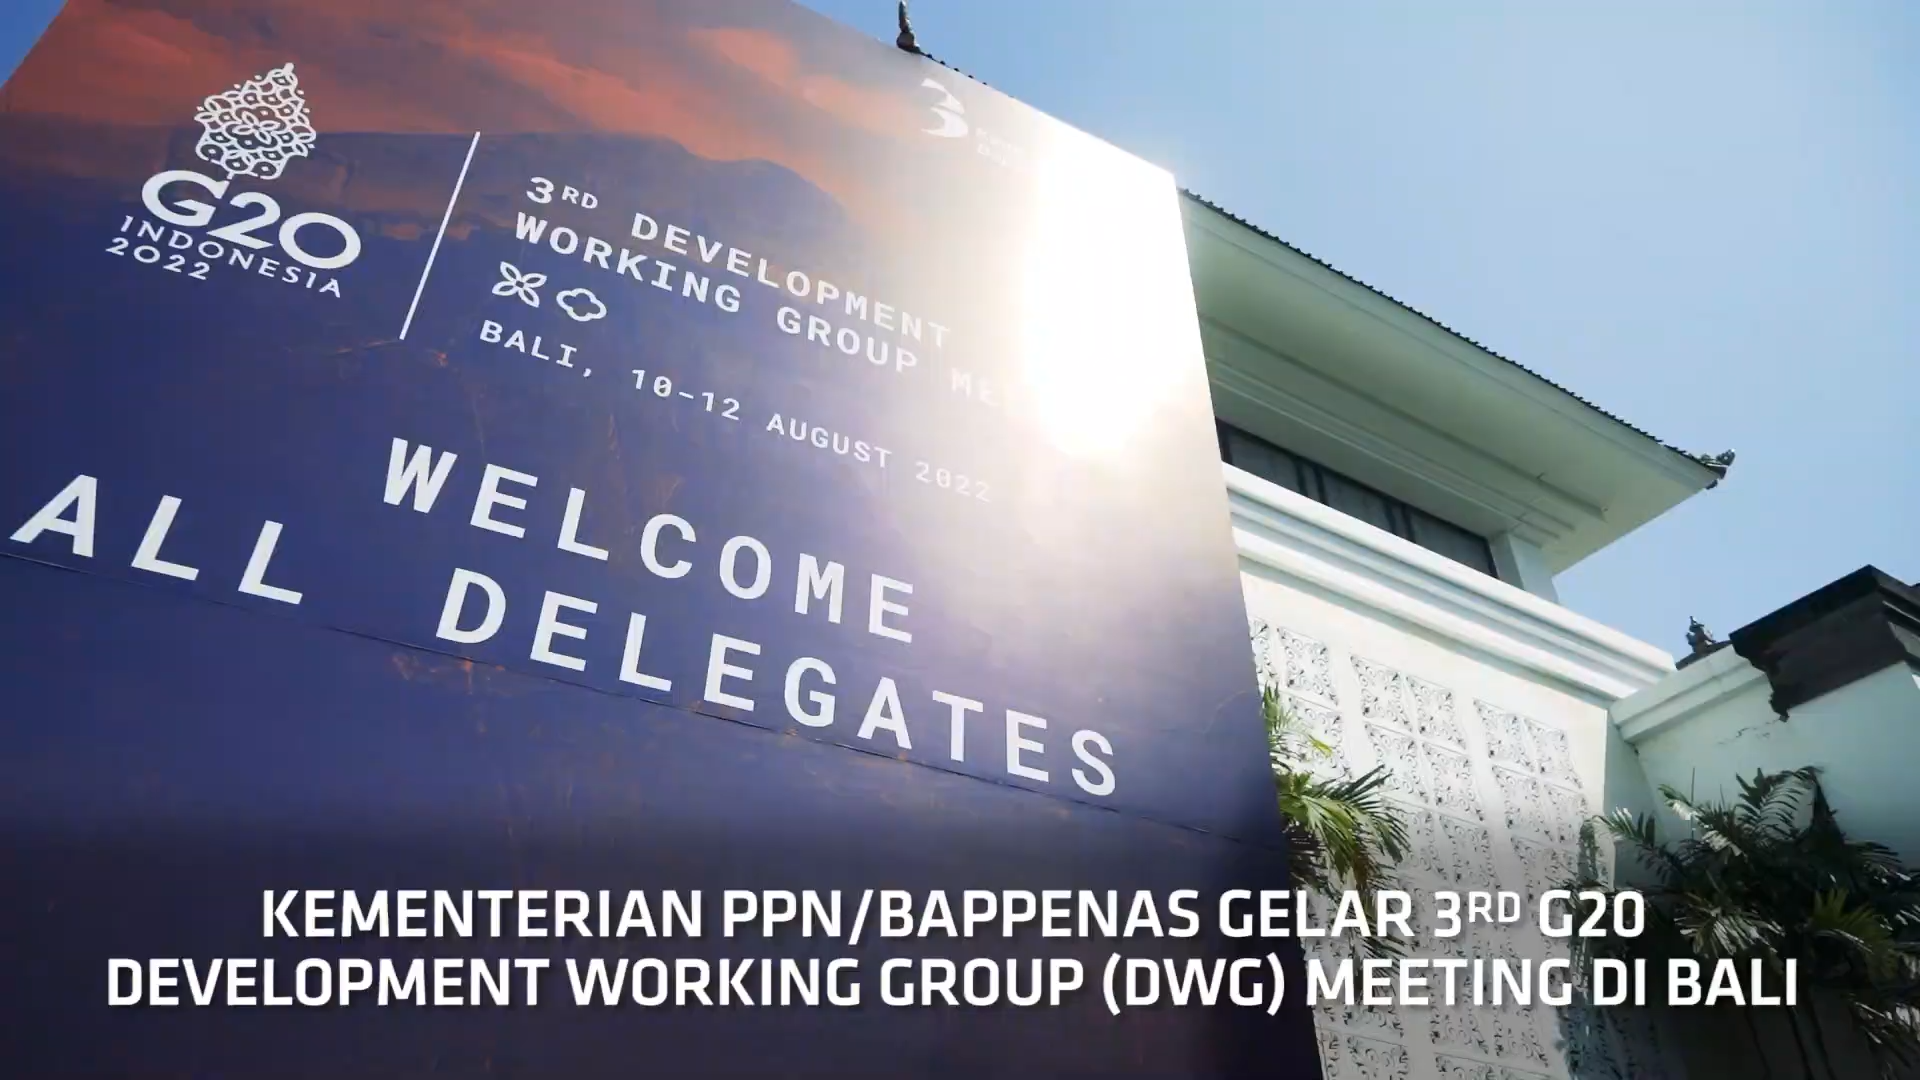 G20
INDONESIA
2022
3RD DEVELOPMENT
WORKING GROUP
BALI, 10-12 AUGUST 2022
WELCOME
ALL DELEGATES
KEMENTERIAN PPN/BAPPENAS GELAR 3RD G20
DEVELOPMENT WORKING GROUP (DWG) MEETING DI BALI